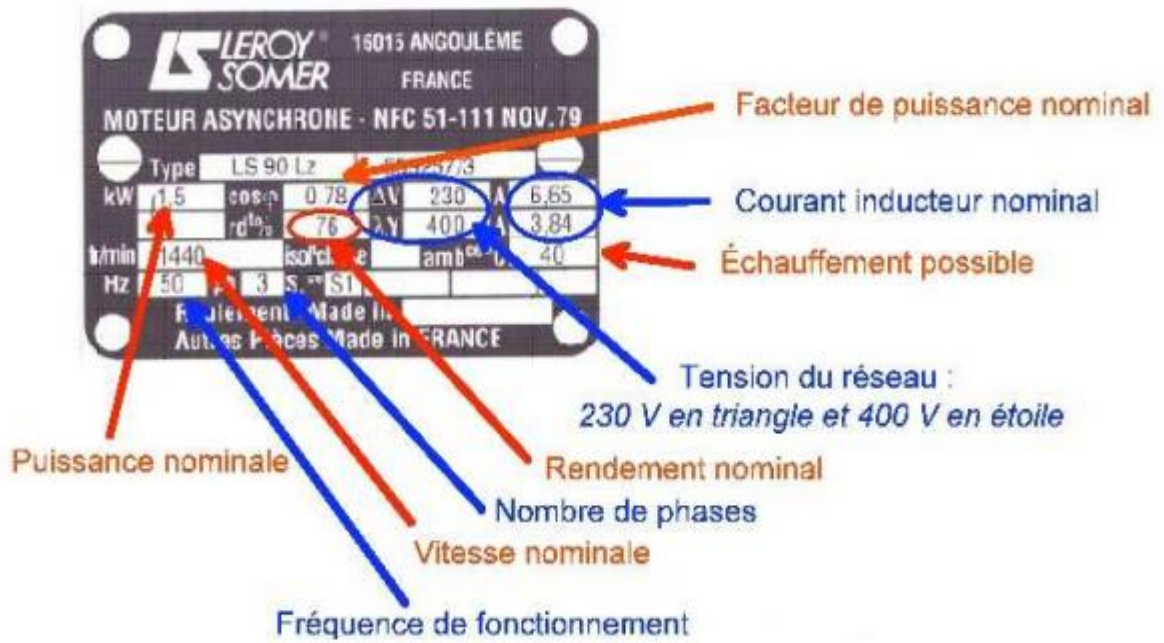 LEROY
SOMER
16015 ANGOULÊME
FRANCE
MOTEUR ASYNCHRONE - NFC 51-111 NOV.79
Type LS 90 Lz
kW 1,5 cosφ 0 78 ΔV 230 A 6,65
76 λY 400 A 3,84
tr/min 1440 amb 40
Hz 50 3 S1
Made
Autres Pièces Made in FRANCE
Facteur de puissance nominal
Courant inducteur nominal
Échauffement possible
Tension du réseau :
230 V en triangle et 400 V en étoile
Puissance nominale
Rendement nominal
Nombre de phases
Vitesse nominale
Fréquence de fonctionnement